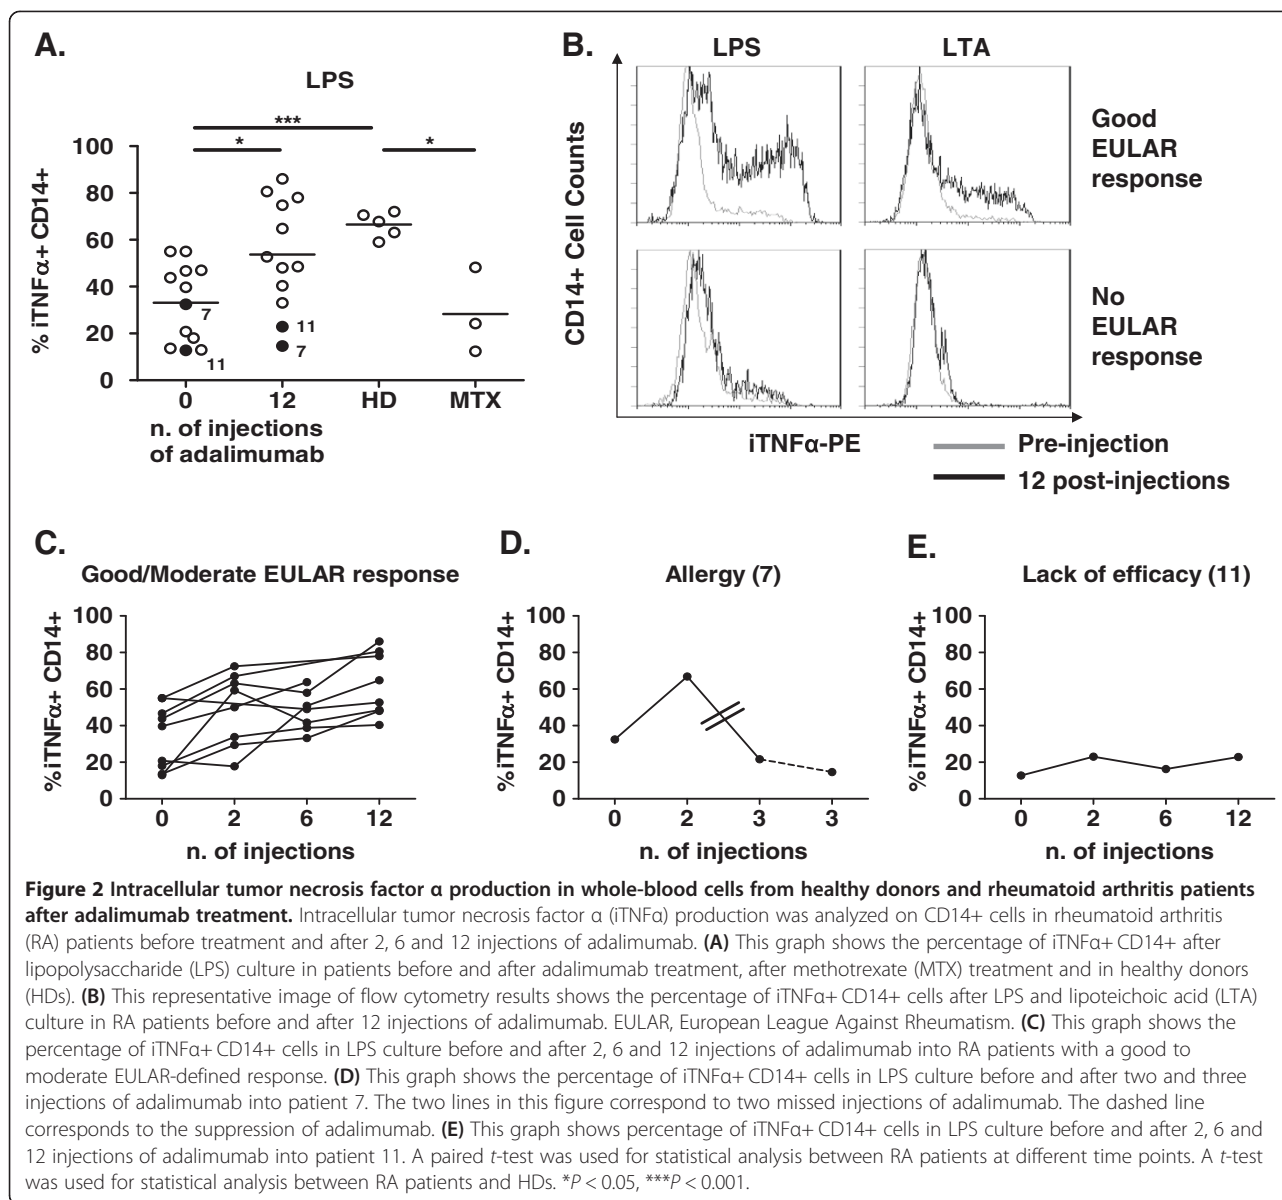 A.
LPS
***
*
*
% iTNFα+ CD14+
100
80
60
40
20
0
7
11
11
7
0 12 HD MTX
n. of injections
of adalimumab
B.
LPS LTA
CD14+ Cell Counts
Good
EULAR
response
No
EULAR
response
iTNFα-PE
Pre-injection
12 post-injections
C.
Good/Moderate EULAR response
%iTNFα+ CD14+
100
80
60
40
20
0
0 2 6 12
n. of injections
D.
Allergy (7)
%iTNFα+ CD14+
100
80
60
40
20
0
0 2 3 3
n. of injections
E.
Lack of efficacy (11)
%iTNFα+ CD14+
100
80
60
40
20
0
0 2 6 12
n. of injections
Figure 2 Intracellular tumor necrosis factor α production in whole-blood cells from healthy donors and rheumatoid arthritis patients
after adalimumab treatment. Intracellular tumor necrosis factor α (iTNFα) production was analyzed on CD14+ cells in rheumatoid arthritis
(RA) patients before treatment and after 2, 6 and 12 injections of adalimumab. (A) This graph shows the percentage of iTNFα+ CD14+ after
lipopolysaccharide (LPS) culture in patients before and after adalimumab treatment, after methotrexate (MTX) treatment and in healthy donors
(HDs). (B) This representative image of flow cytometry results shows the percentage of iTNFα+ CD14+ cells after LPS and lipoteichoic acid (LTA)
culture in RA patients before and after 12 injections of adalimumab. EULAR, European League Against Rheumatism. (C) This graph shows the
percentage of iTNFα+ CD14+ cells in LPS culture before and after 2, 6 and 12 injections of adalimumab into RA patients with a good to
moderate EULAR-defined response. (D) This graph shows the percentage of iTNFα+ CD14+ cells in LPS culture before and after two and three
injections of adalimumab into patient 7. The two lines in this figure correspond to two missed injections of adalimumab. The dashed line
corresponds to the suppression of adalimumab. (E) This graph shows percentage of iTNFα+ CD14+ cells in LPS culture before and after 2, 6 and
12 injections of adalimumab into patient 11. A paired t-test was used for statistical analysis between RA patients at different time points. A t-test
was used for statistical analysis between RA patients and HDs. *P < 0.05, ***P < 0.001.